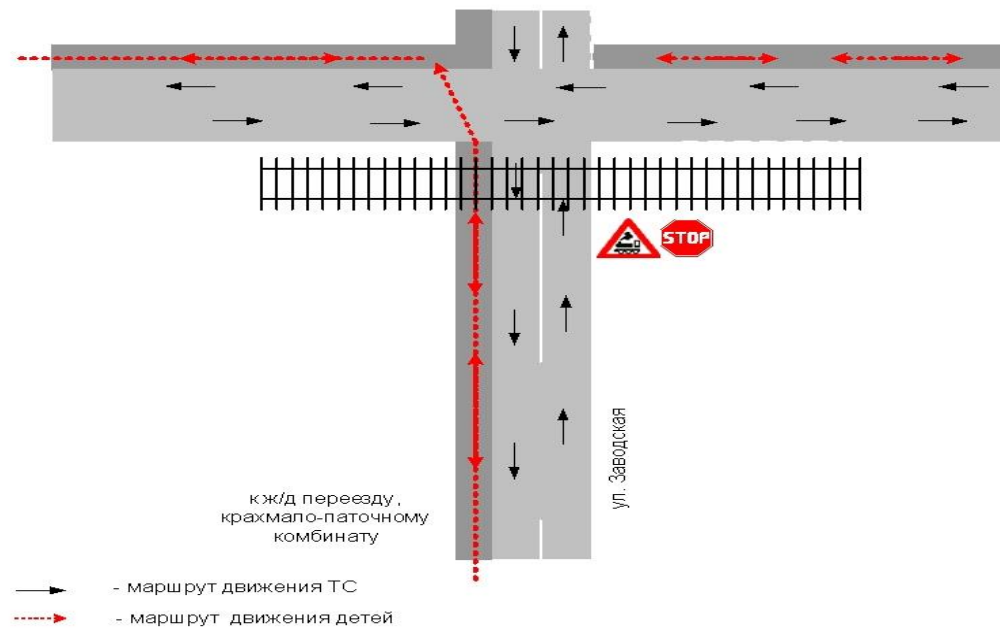 STOP
ул. Заводская
к ж/д переезду,
крахмало-паточному
комбинату
- маршрут движения ТС
- маршрут движения детей